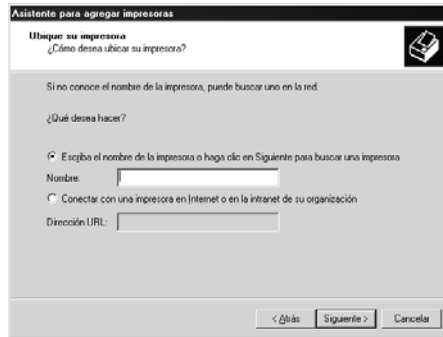 Asistente para agregar impresoras
Ubique su impresora
¿Cómo desea ubicar su impresora?
Si no conoce el nombre de la impresora, puede buscar uno en la red.
¿Qué desea hacer?
Escriba el nombre de la impresora o haga clic en Siguiente para buscar una impresora
Nombre:
Conectar con una impresora en Internet o en la intranet de su organización
Dirección URL:
< Atrás Siguiente > Cancelar